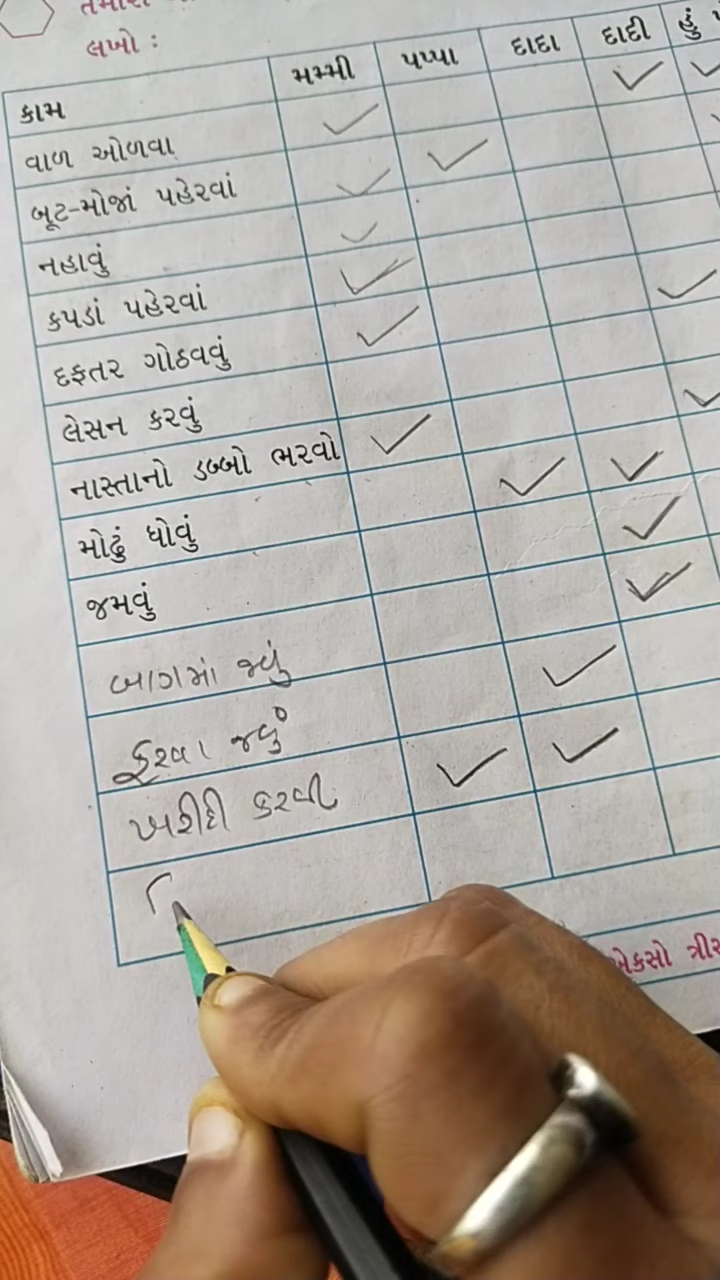 લખો :
કામ મમ્મી પપ્પા દાદા દાદી હું
વાળ ઓળવા
બૂટ-મોજાં પહેરવાં
નહાવું
કપડાં પહેરવાં
દફતર ગોઠવવું
લેસન કરવું
નાસ્તાનો ડબ્બો ભરવો
મોઢું ધોવું
જમવું
બાગમાં જવું
ફરવા જવું
ખરીદી કરવી